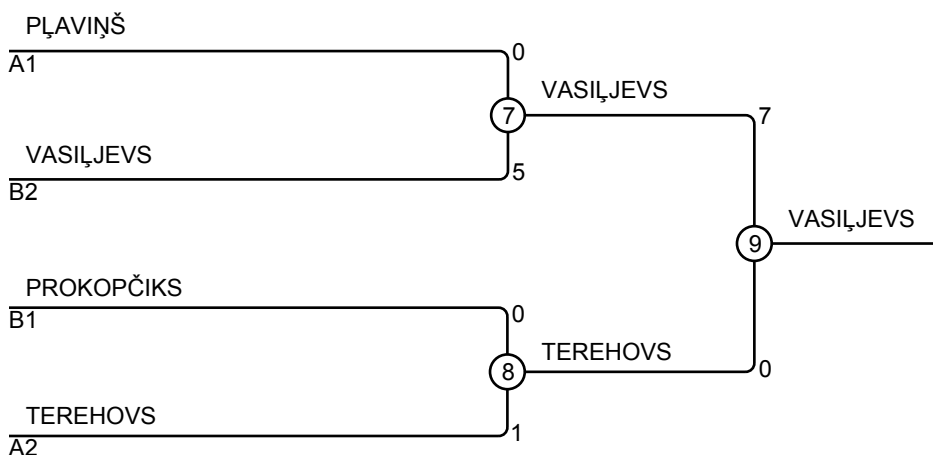 PĻAVIŅŠ
0
A1
7
VASIĻJEVS
7
VASIĻJEVS
5
B2
9
VASIĻJEVS
PROKOPČIKS
0
B1
8
TEREHOVS
0
TEREHOVS
1
A2